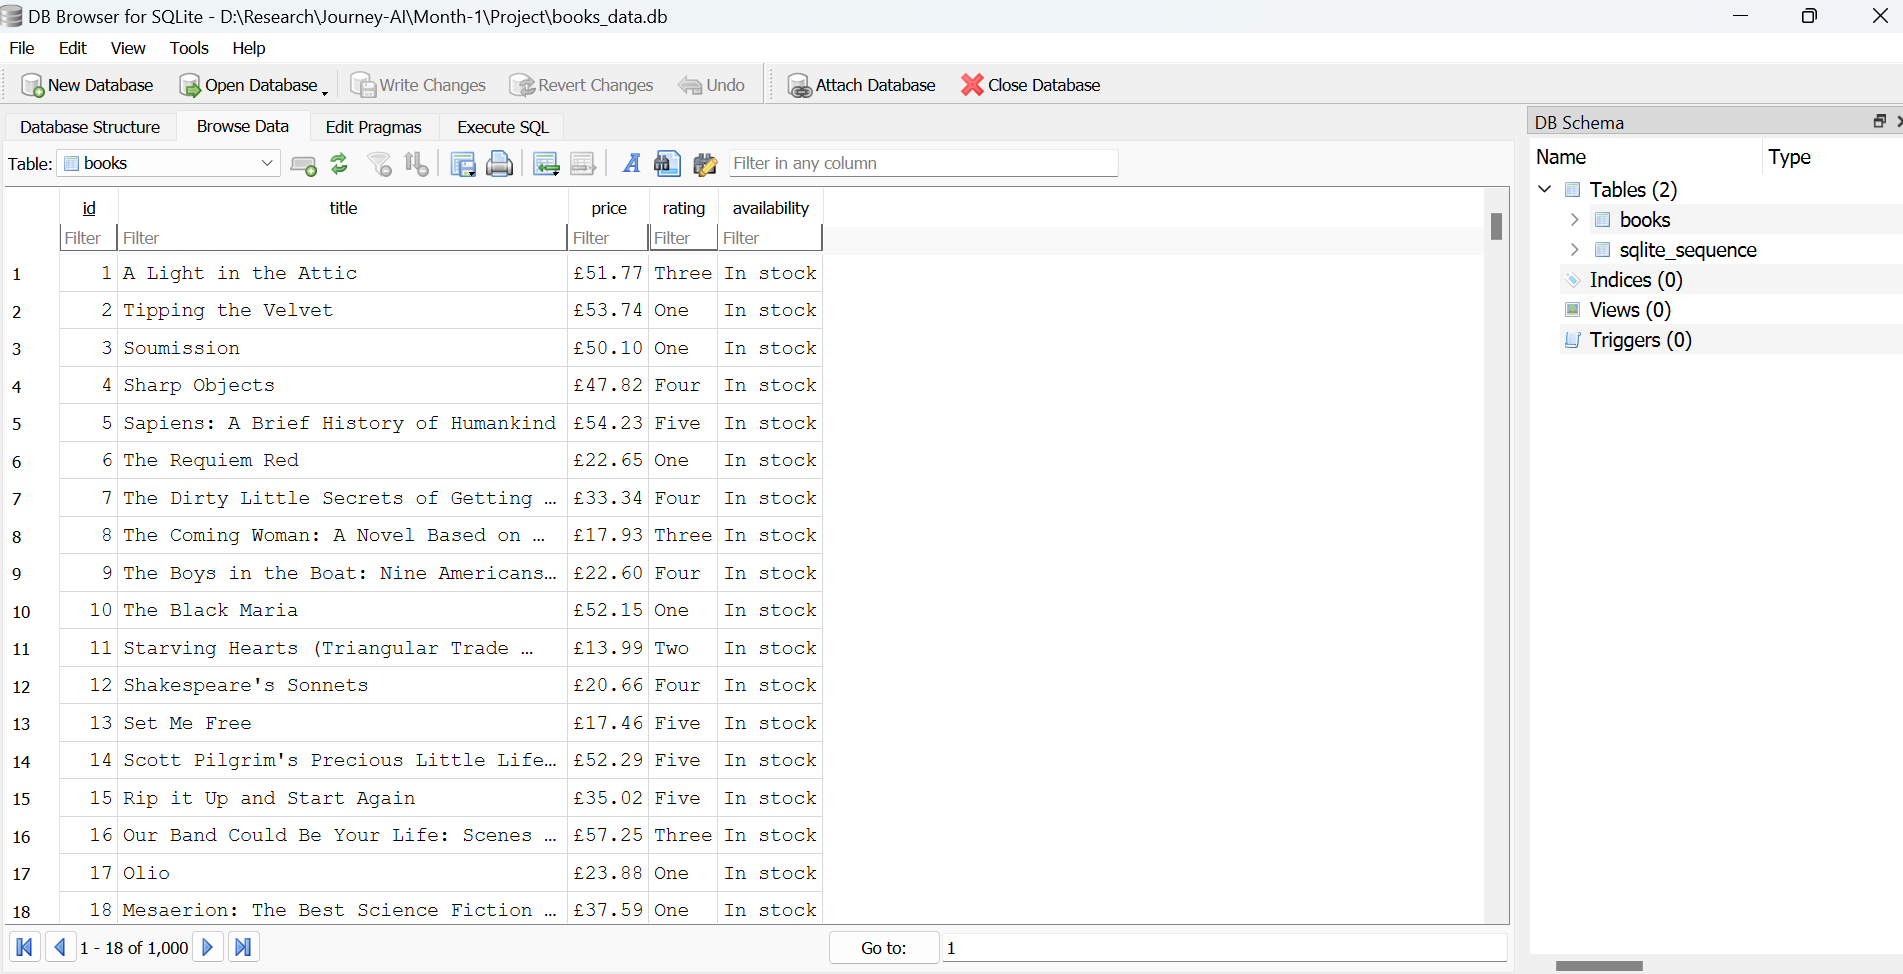 DB Browser for SQLite - D:\Research\Journey-AI\Month-1\Project\books_data.db
File Edit View Tools Help
New Database Open Database Write Changes Revert Changes Undo Attach Database Close Database
Database Structure Browse Data Edit Pragmas Execute SQL
Table: books Filter in any column
id title price rating availability
Filter Filter Filter Filter Filter
1 1 A Light in the Attic £51.77 Three In stock
2 2 Tipping the Velvet £53.74 One In stock
3 3 Soumission £50.10 One In stock
4 4 Sharp Objects £47.82 Four In stock
5 5 Sapiens: A Brief History of Humankind £54.23 Five In stock
6 6 The Requiem Red £22.65 One In stock
7 7 The Dirty Little Secrets of Getting … £33.34 Four In stock
8 8 The Coming Woman: A Novel Based on … £17.93 Three In stock
9 9 The Boys in the Boat: Nine Americans… £22.60 Four In stock
10 10 The Black Maria £52.15 One In stock
11 11 Starving Hearts (Triangular Trade … £13.99 Two In stock
12 12 Shakespeare's Sonnets £20.66 Four In stock
13 13 Set Me Free £17.46 Five In stock
14 14 Scott Pilgrim's Precious Little Life… £52.29 Five In stock
15 15 Rip it Up and Start Again £35.02 Five In stock
16 16 Our Band Could Be Your Life: Scenes … £57.25 Three In stock
17 17 Olio £23.88 One In stock
18 18 Mesaerion: The Best Science Fiction … £37.59 One In stock
1 - 18 of 1,000 Go to: 1
DB Schema
Name Type
Tables (2)
books
sqlite_sequence
Indices (0)
Views (0)
Triggers (0)